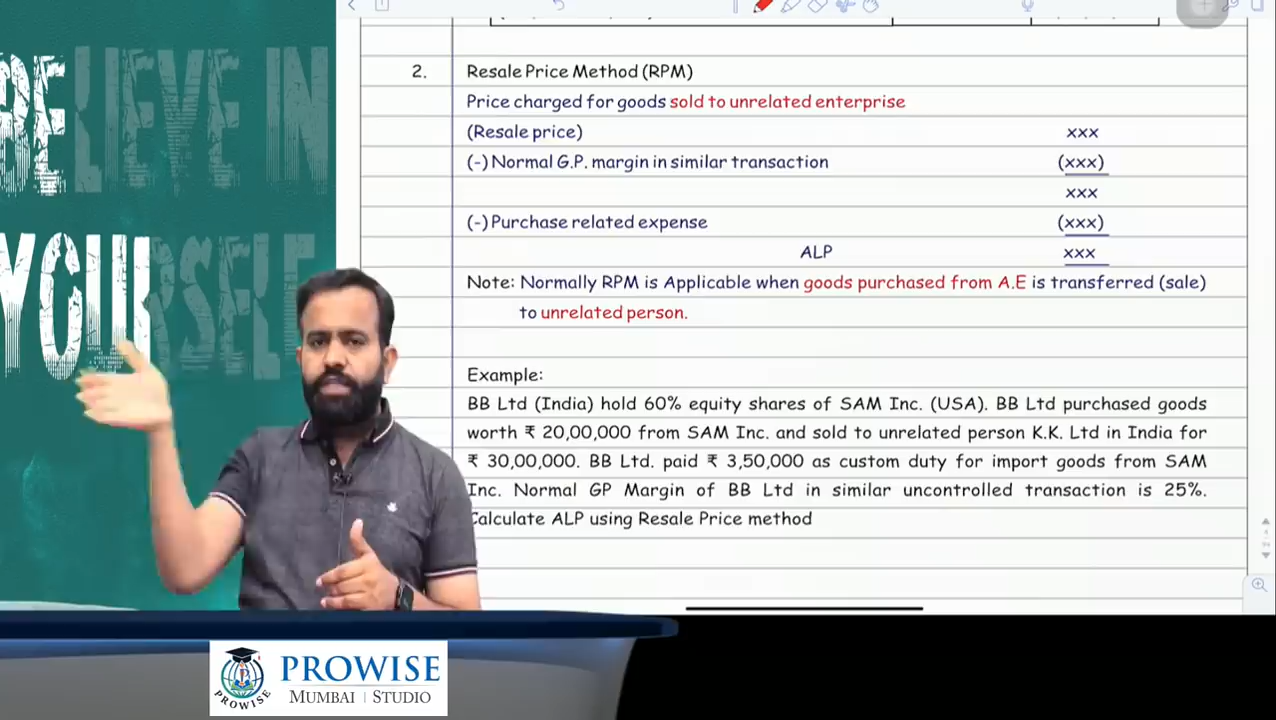 BELIEVE IN
YOURSELF
2. Resale Price Method (RPM)
Price charged for goods sold to unrelated enterprise
(Resale price) xxx
(-) Normal G.P. margin in similar transaction (xxx)
xxx
(-) Purchase related expense (xxx)
ALP xxx
Note: Normally RPM is Applicable when goods purchased from A.E is transferred (sale)
to unrelated person.
Example:
BB Ltd (India) hold 60% equity shares of SAM Inc. (USA). BB Ltd purchased goods
worth ₹ 20,00,000 from SAM Inc. and sold to unrelated person K.K. Ltd in India for
₹ 30,00,000. BB Ltd. paid ₹ 3,50,000 as custom duty for import goods from SAM
Inc. Normal GP Margin of BB Ltd in similar uncontrolled transaction is 25%.
Calculate ALP using Resale Price method
PROWISE
PROWISE
MUMBAI | STUDIO